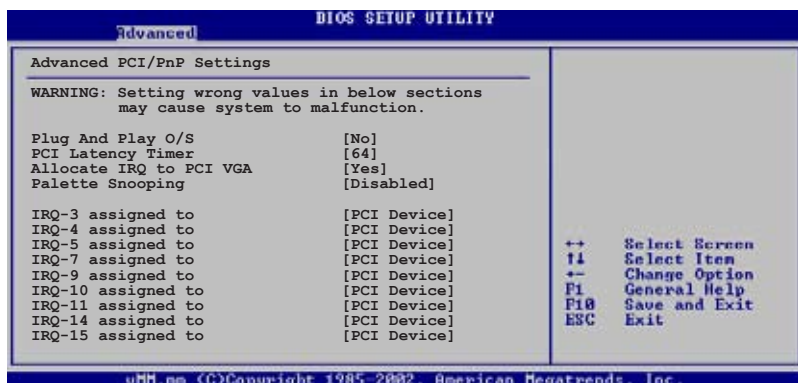 BIOS SETUP UTILITY
Advanced
Advanced PCI/PnP Settings
WARNING: Setting wrong values in below sections
may cause system to malfunction.
Plug And Play O/S [No]
PCI Latency Timer [64]
Allocate IRQ to PCI VGA [Yes]
Palette Snooping [Disabled]
IRQ-3 assigned to [PCI Device]
IRQ-4 assigned to [PCI Device]
IRQ-5 assigned to [PCI Device]
IRQ-7 assigned to [PCI Device]
IRQ-9 assigned to [PCI Device]
IRQ-10 assigned to [PCI Device]
IRQ-11 assigned to [PCI Device]
IRQ-14 assigned to [PCI Device]
IRQ-15 assigned to [PCI Device]
↔ Select Screen
↑↓ Select Item
+- Change Option
F1 General Help
F10 Save and Exit
ESC Exit
(C)Copyright 1985-2002, American Megatrends, Inc.